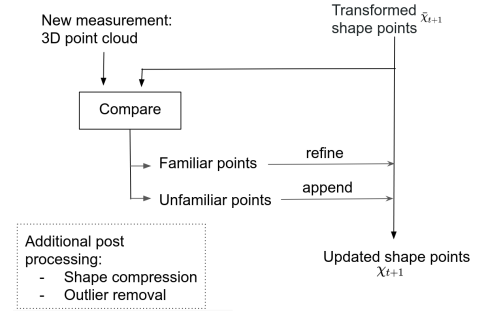 New measurement:
3D point cloud
Transformed
shape points χ̄ₜ₊₁
Compare
Familiar points
refine
Unfamiliar points
append
Additional post
processing:
- Shape compression
- Outlier removal
Updated shape points
χₜ₊₁